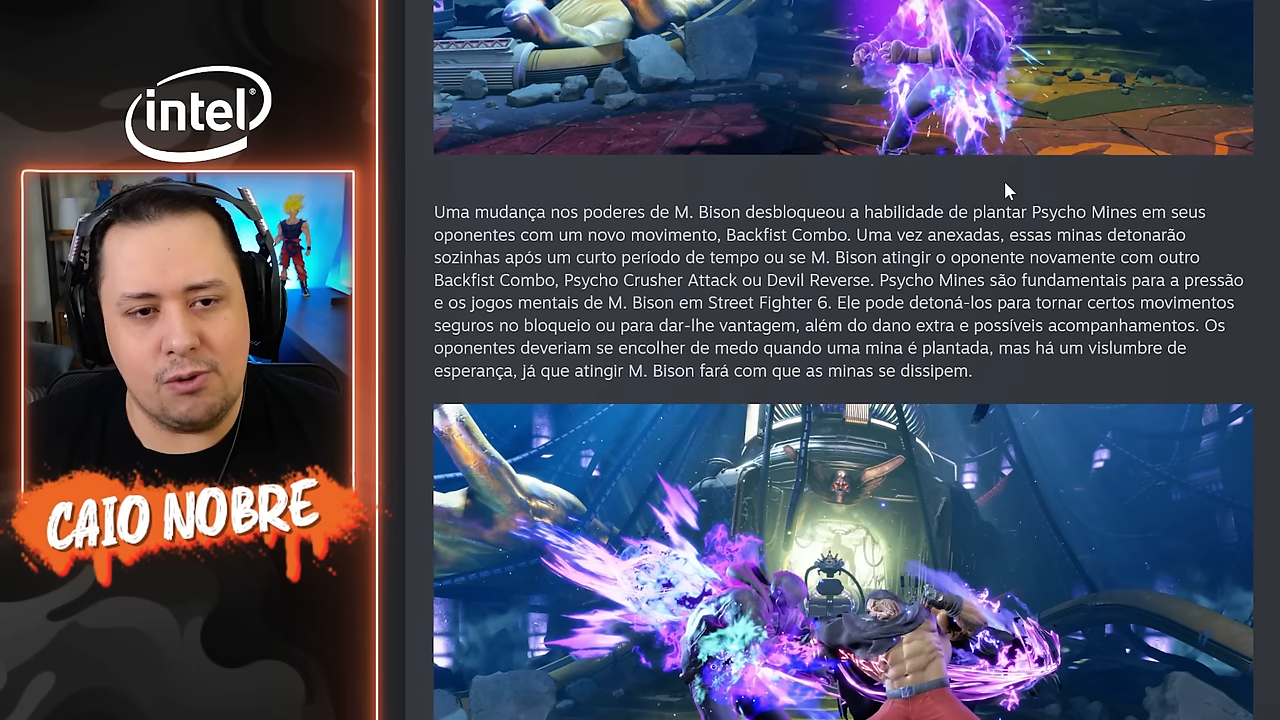 intel
CAIO NOBRE
Uma mudança nos poderes de M. Bison desbloqueou a habilidade de plantar Psycho Mines em seus
oponentes com um novo movimento, Backfist Combo. Uma vez anexadas, essas minas detonarão
sozinhas após um curto período de tempo ou se M. Bison atingir o oponente novamente com outro
Backfist Combo, Psycho Crusher Attack ou Devil Reverse. Psycho Mines são fundamentais para a pressão
e os jogos mentais de M. Bison em Street Fighter 6. Ele pode detoná-los para tornar certos movimentos
seguros no bloqueio ou para dar-lhe vantagem, além do dano extra e possíveis acompanhamentos. Os
oponentes deveriam se encolher de medo quando uma mina é plantada, mas há um vislumbre de
esperança, já que atingir M. Bison fará com que as minas se dissipem.